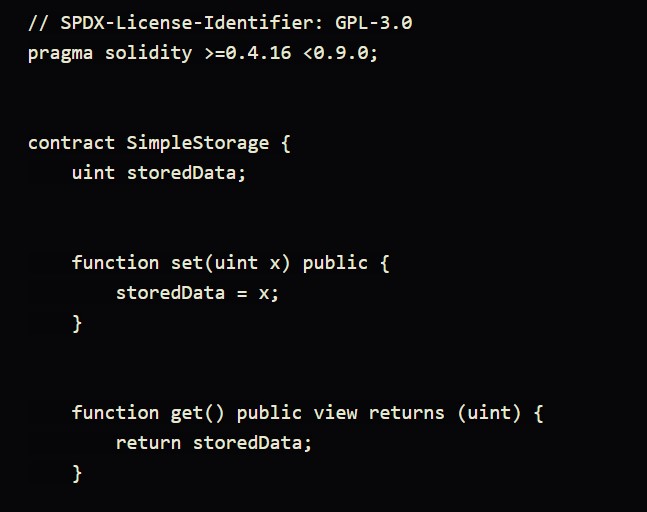 // SPDX-License-Identifier: GPL-3.0
pragma solidity >=0.4.16 <0.9.0;
contract SimpleStorage {
    uint storedData;
    function set(uint x) public {
        storedData = x;
    }
    function get() public view returns (uint) {
        return storedData;
    }